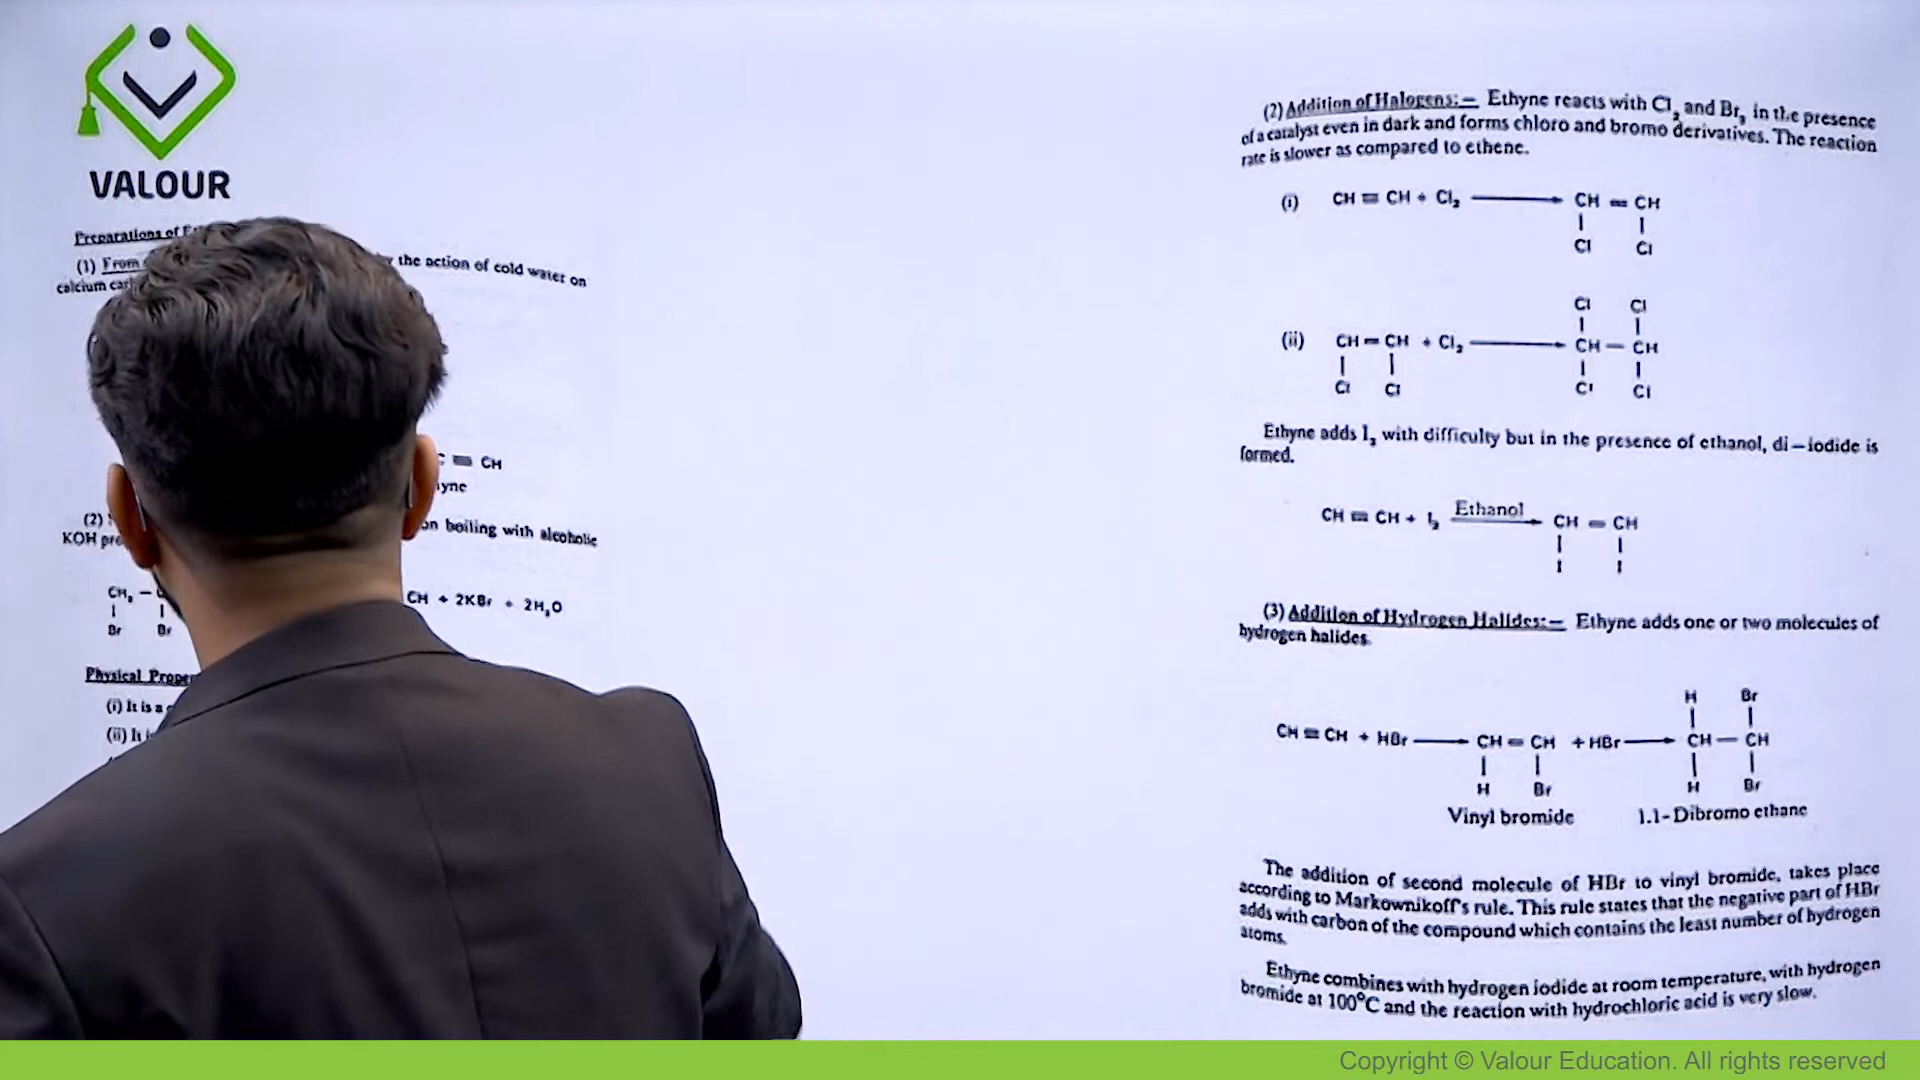 VALOUR
Preparations of
(1) From the action of cold water on
calcium
≡ CH
(2) on boiling with alcoholic
KOH
CH₂ – CH + 2KBr + 2H₂O
| |
Br Br
Physical
(i) It is a
(ii) It
(2) Addition of Halogens:– Ethyne reacts with Cl₂ and Br₂ in the presence
of a catalyst even in dark and forms chloro and bromo derivatives. The reaction
rate is slower as compared to ethene.
(i) CH ≡ CH + Cl₂ → CH = CH
| |
Cl Cl
Cl Cl
| |
(ii) CH = CH + Cl₂ → CH – CH
| | | |
Cl Cl Cl Cl
Ethyne adds I₂ with difficulty but in the presence of ethanol, di–iodide is
formed.
CH ≡ CH + I₂ Ethanol → CH = CH
| |
I I
(3) Addition of Hydrogen Halides:– Ethyne adds one or two molecules of
hydrogen halides.
H Br
| |
CH ≡ CH + HBr → CH = CH + HBr → CH – CH
| | | |
H Br H Br
Vinyl bromide 1.1-Dibromo ethane
The addition of second molecule of HBr to vinyl bromide, takes place
according to Markownikoff's rule. This rule states that the negative part of HBr
adds with carbon of the compound which contains the least number of hydrogen
atoms.
Ethyne combines with hydrogen iodide at room temperature, with hydrogen
bromide at 100°C and the reaction with hydrochloric acid is very slow.
Copyright © Valour Education. All rights reserved